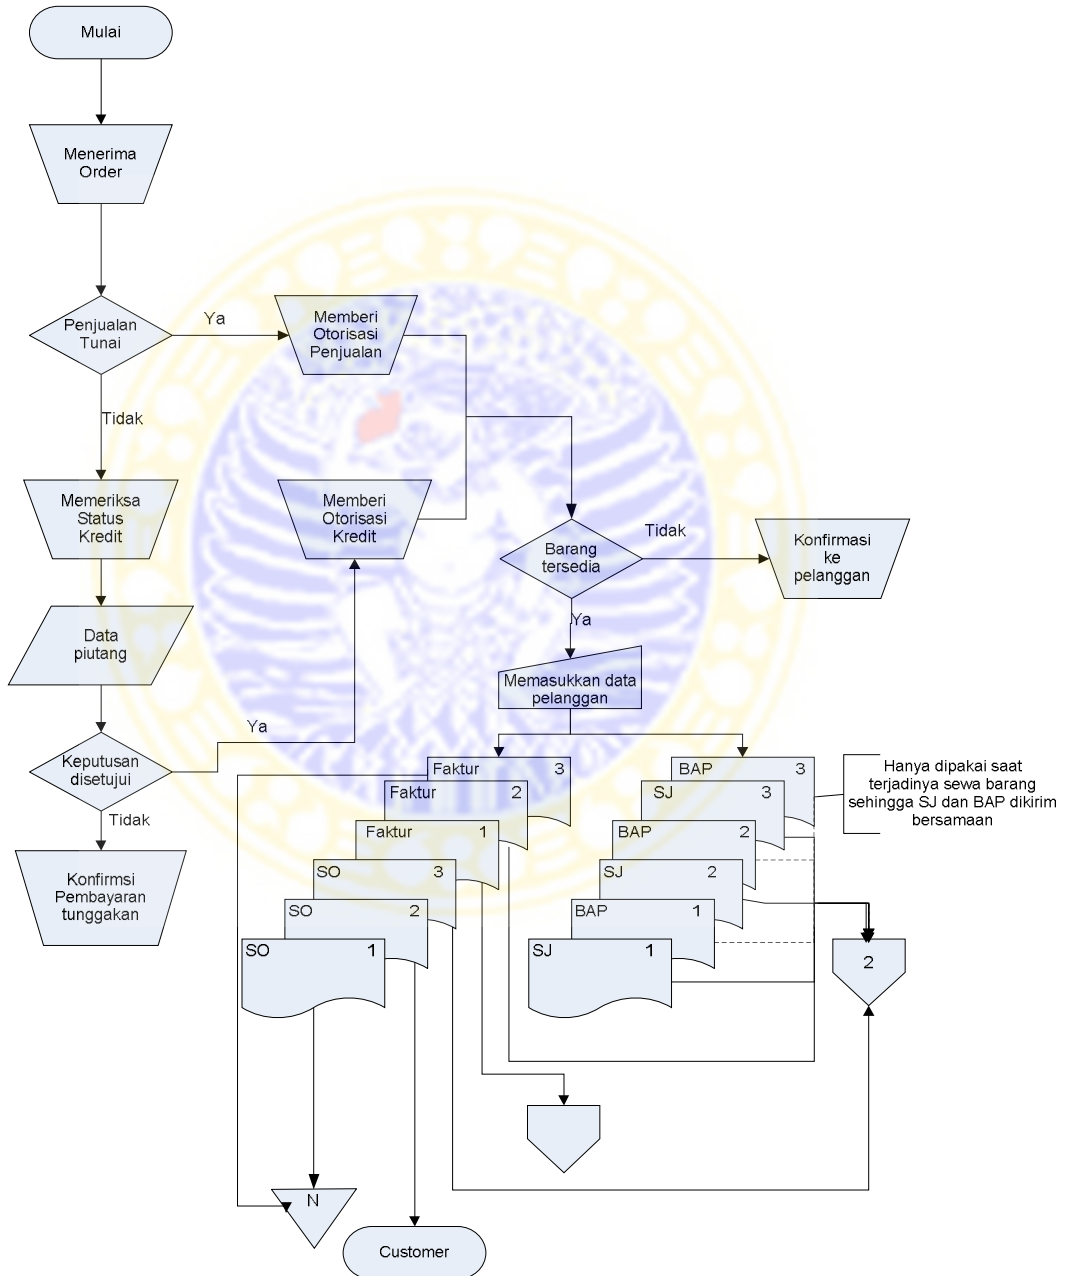 Mulai
Menerima
Order
Penjualan
Tunai
Ya
Memberi
Otorisasi
Penjualan
Tidak
Memeriksa
Status
Kredit
Memberi
Otorisasi
Kredit
Barang
tersedia
Tidak
Konfirmasi
ke
pelanggan
Ya
Data
piutang
Memasukkan data
pelanggan
Ya
Keputusan
disetujui
Tidak
Konfirmsi
Pembayaran
tunggakan
Faktur 3
Faktur 2
Faktur 1
SO 3
SO 2
SO 1
BAP 3
SJ 3
BAP 2
SJ 2
BAP 1
SJ 1
Hanya dipakai saat
terjadinya sewa barang
sehingga SJ dan BAP dikirim
bersamaan
2
N
Customer